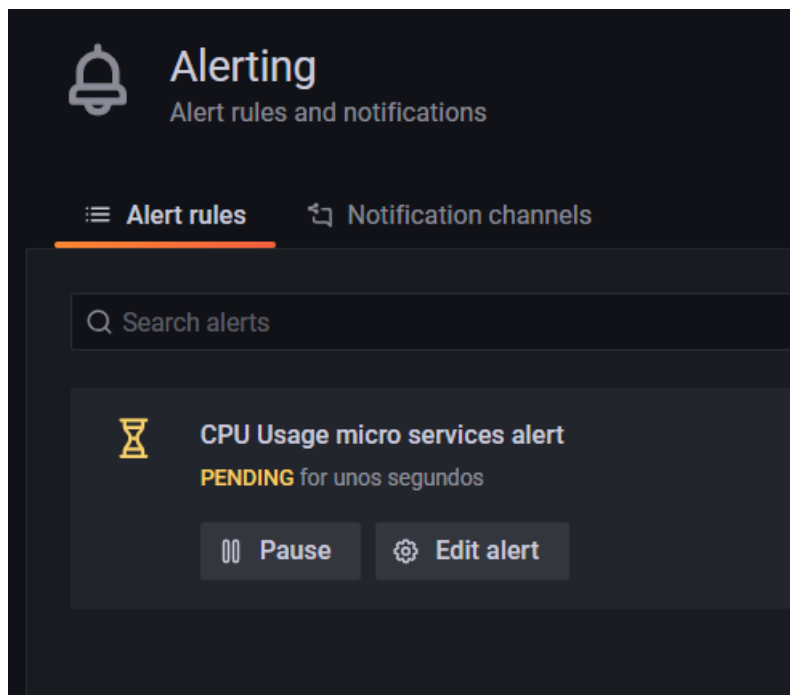 Alerting
Alert rules and notifications
Alert rules
Notification channels
Search alerts
CPU Usage micro services alert
PENDING for unos segundos
Pause
Edit alert